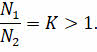 N₁/N₂ = K > 1.